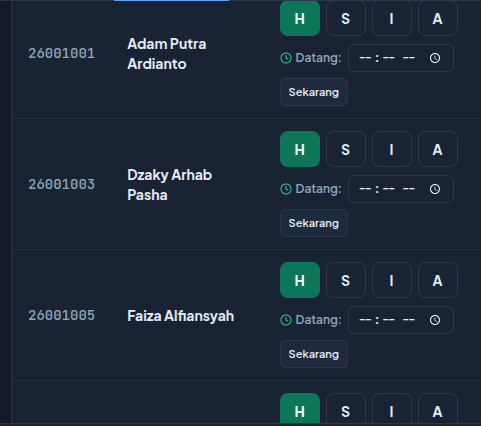 H S I A
26001001 Adam Putra
Ardianto
Datang: --:-- --
Sekarang
H S I A
26001003 Dzaky Arhab
Pasha
Datang: --:-- --
Sekarang
H S I A
26001005 Faiza Alfiansyah
Datang: --:-- --
Sekarang
H S I A